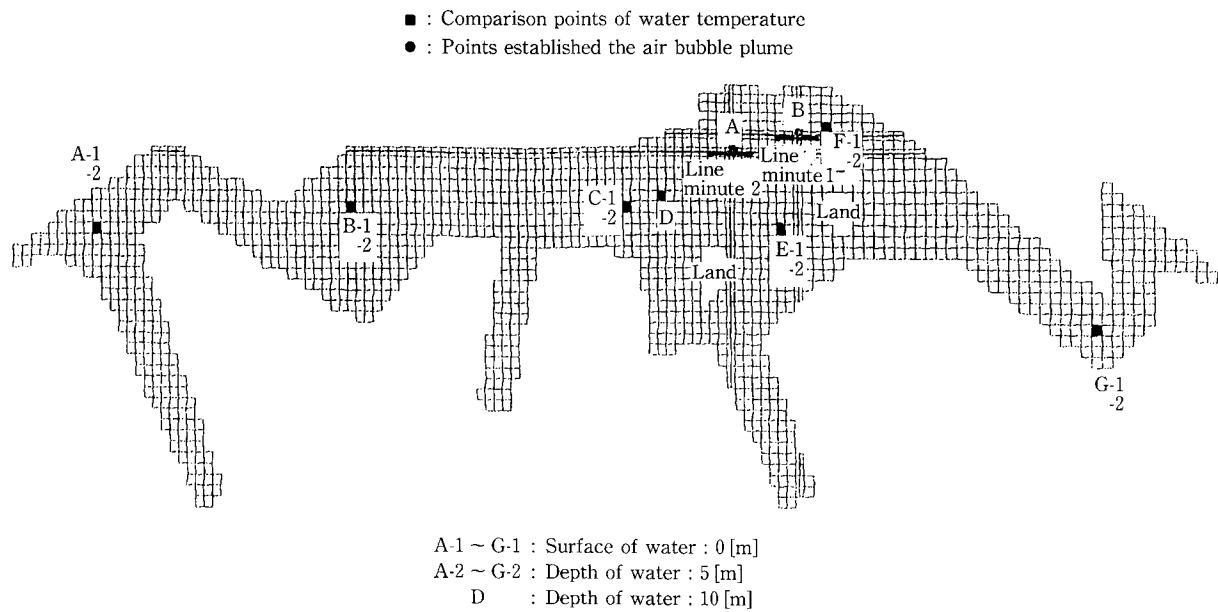 ■ : Comparison points of water temperature
● : Points established the air bubble plume
A-1
-2
B-1
-2
C-1
-2
D
A
B
Line
minute 2
Line
minute 1~
F-1
-2
Land
E-1
-2
Land
G-1
-2
A-1 ~ G-1 : Surface of water : 0 [m]
A-2 ~ G-2 : Depth of water : 5 [m]
D : Depth of water : 10 [m]